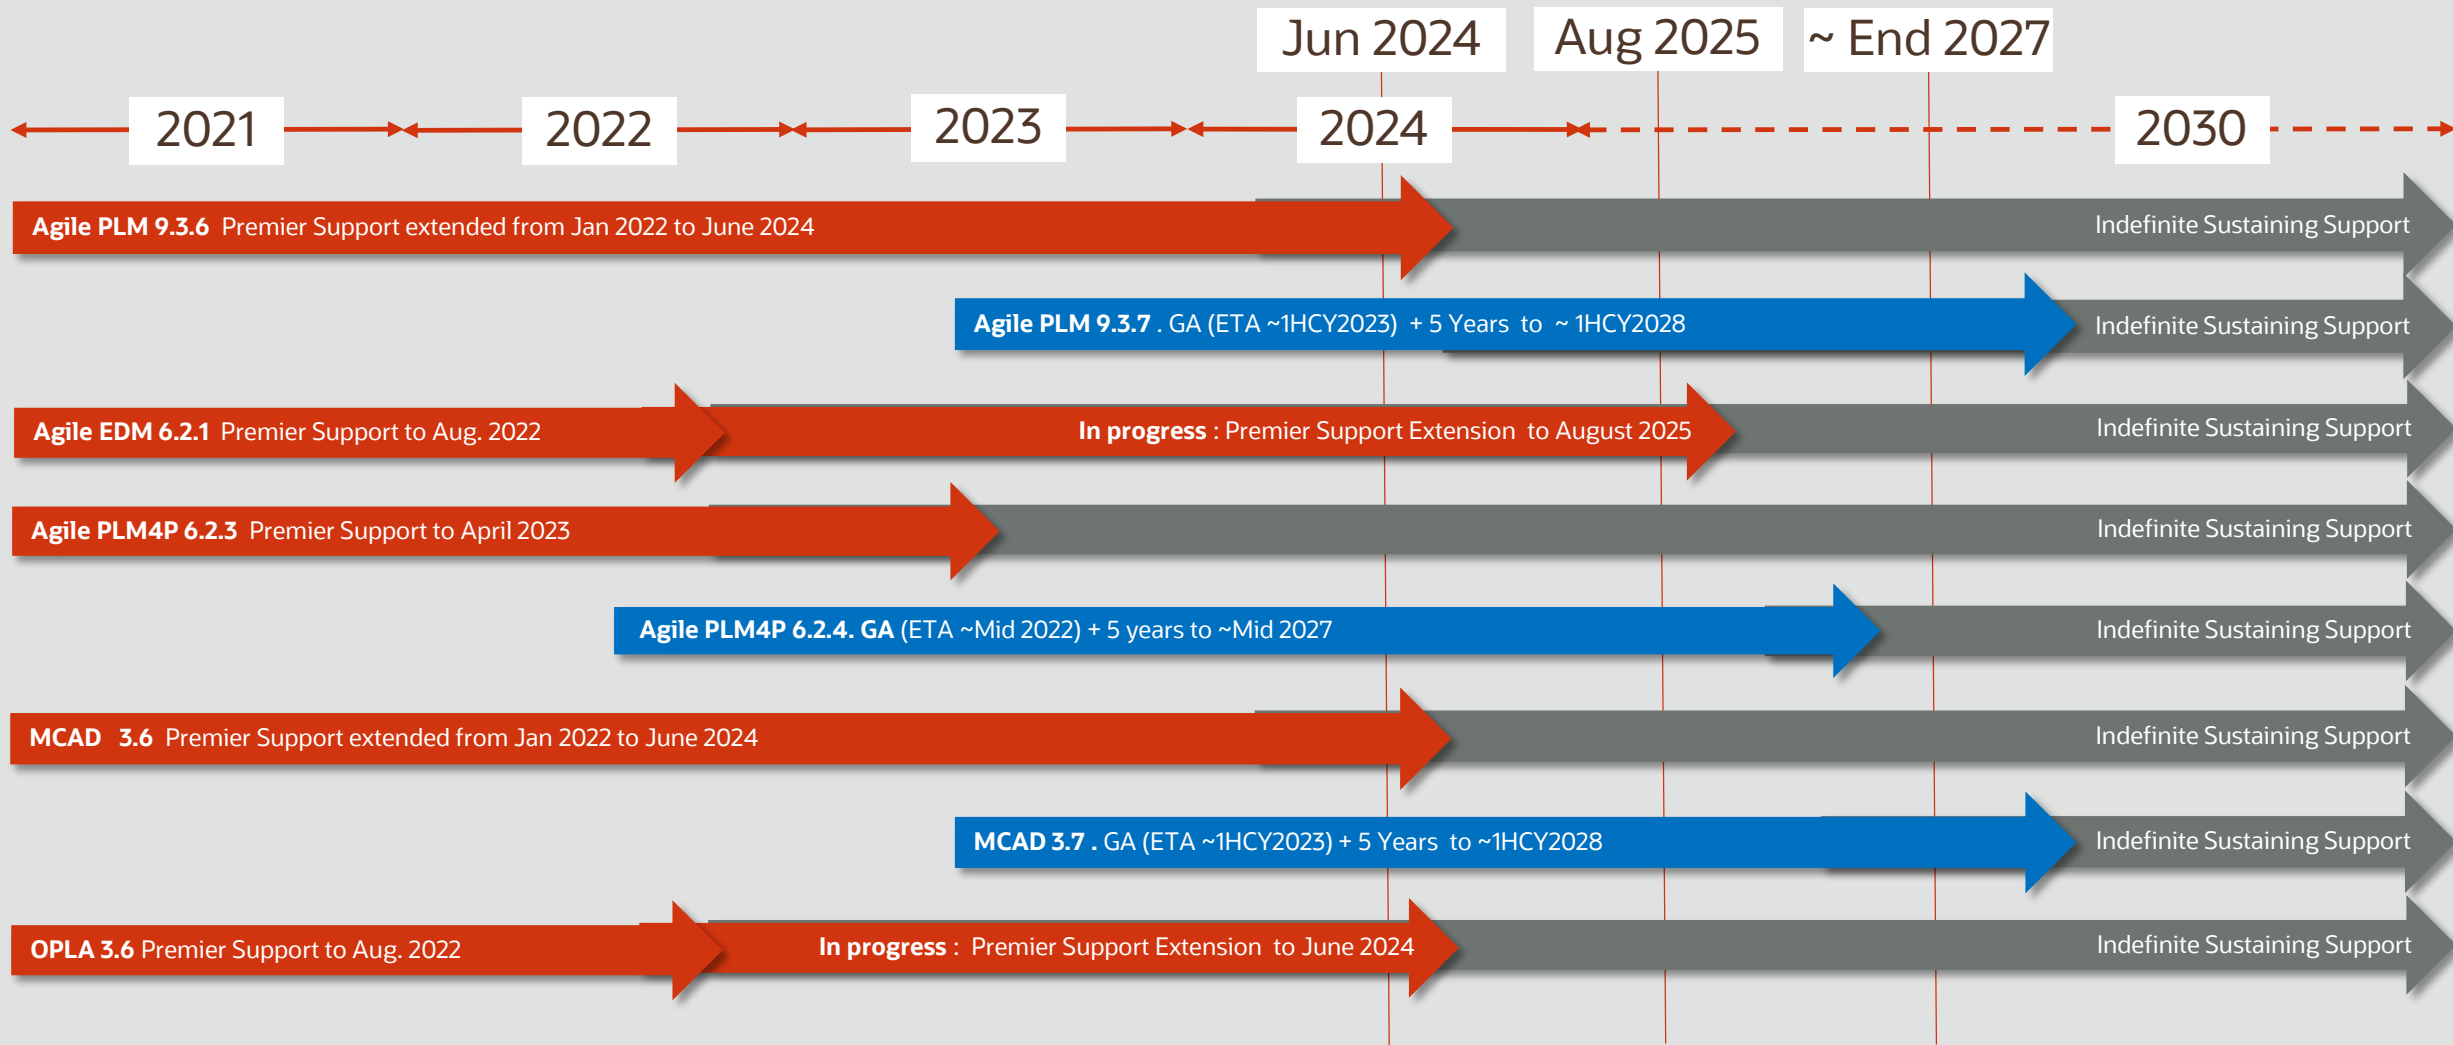 Jun 2024 Aug 2025 ~ End 2027
2021 2022 2023 2024 2030
Agile PLM 9.3.6 Premier Support extended from Jan 2022 to June 2024 Indefinite Sustaining Support
Agile PLM 9.3.7 . GA (ETA ~1HCY2023) + 5 Years to ~ 1HCY2028 Indefinite Sustaining Support
Agile EDM 6.2.1 Premier Support to Aug. 2022 In progress : Premier Support Extension to August 2025 Indefinite Sustaining Support
Agile PLM4P 6.2.3 Premier Support to April 2023 Indefinite Sustaining Support
Agile PLM4P 6.2.4. GA (ETA ~Mid 2022) + 5 years to ~Mid 2027 Indefinite Sustaining Support
MCAD 3.6 Premier Support extended from Jan 2022 to June 2024 Indefinite Sustaining Support
MCAD 3.7 . GA (ETA ~1HCY2023) + 5 Years to ~1HCY2028 Indefinite Sustaining Support
OPLA 3.6 Premier Support to Aug. 2022 In progress : Premier Support Extension to June 2024 Indefinite Sustaining Support